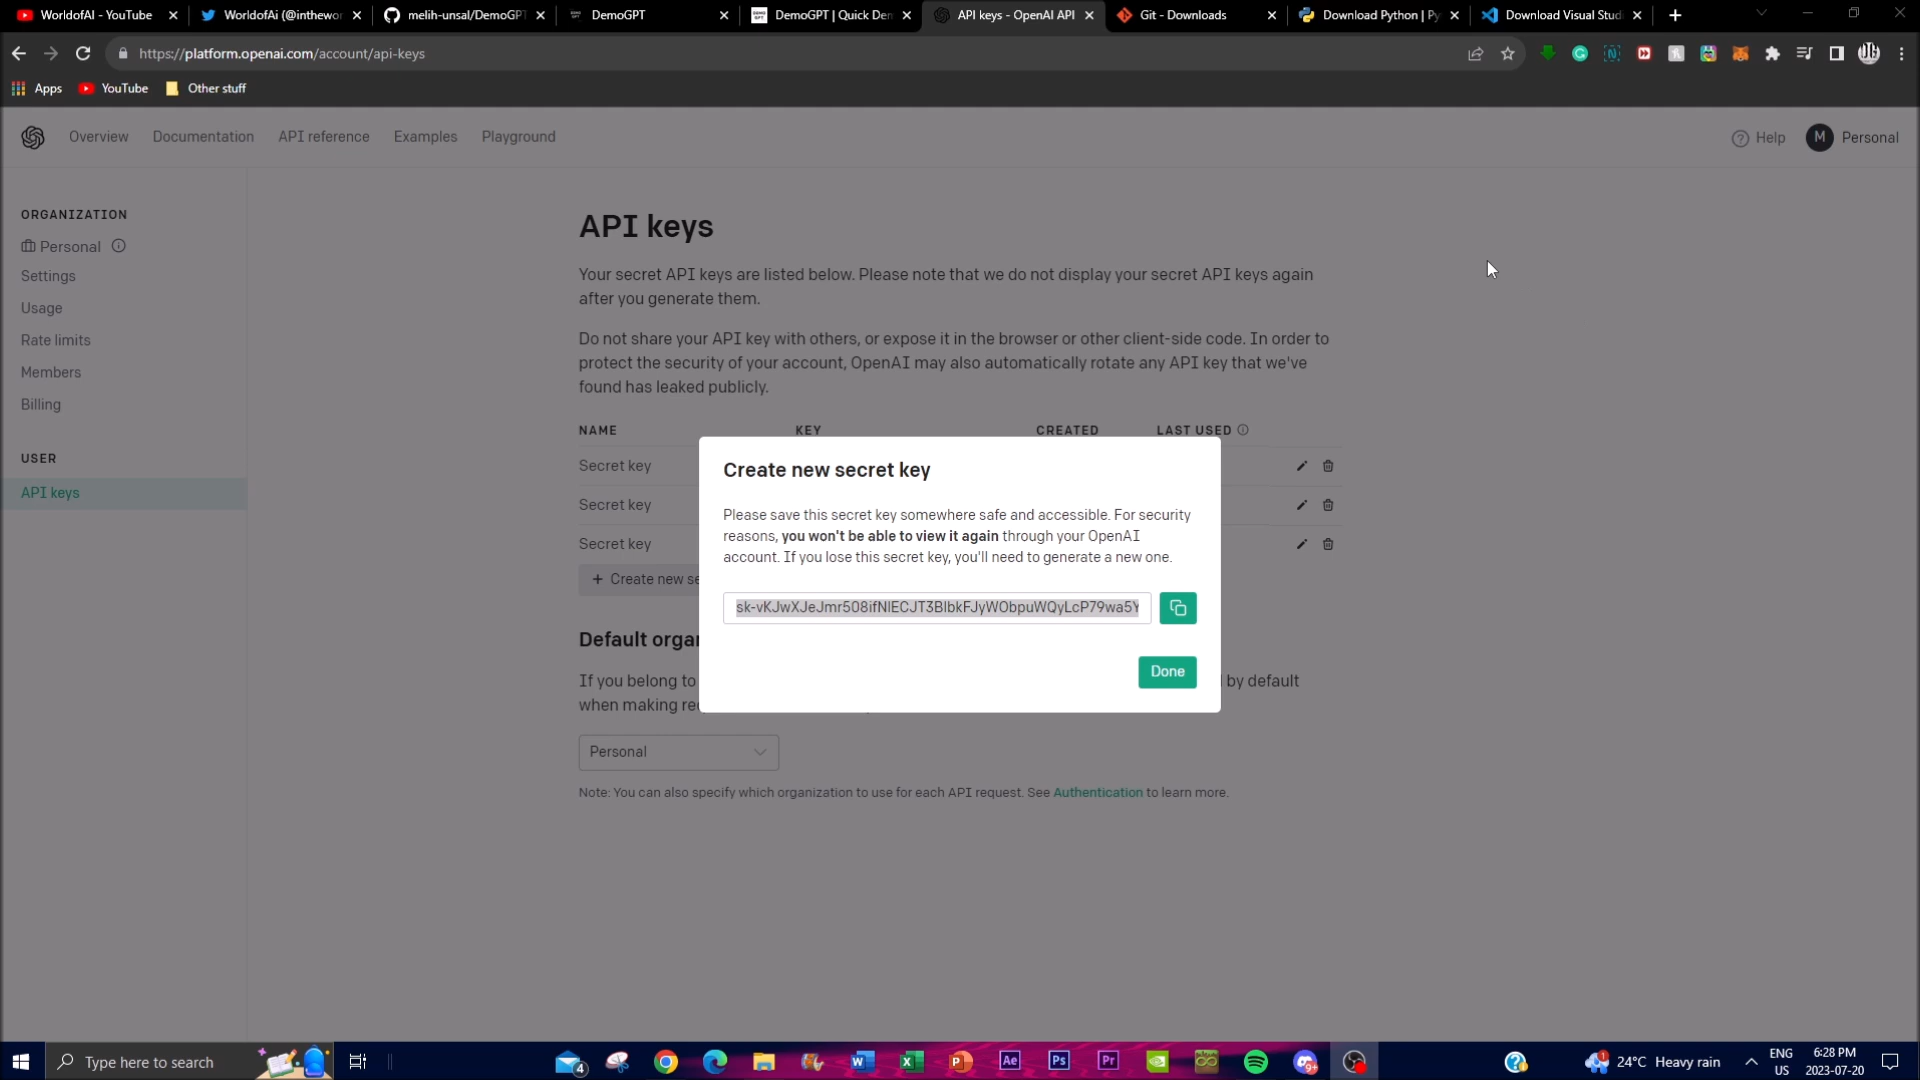 WorldofAI - YouTube
WorldofAi (@inthewor
melih-unsal/DemoGPT
DemoGPT
DemoGPT | Quick Den
API keys - OpenAI API
Git - Downloads
Download Python | Py
Download Visual Stud
https://platform.openai.com/account/api-keys
Apps
YouTube
Other stuff
Overview
Documentation
API reference
Examples
Playground
Help
M
Personal
ORGANIZATION
Personal
Settings
Usage
Rate limits
Members
Billing
USER
API keys
API keys
Your secret API keys are listed below. Please note that we do not display your secret API keys again
after you generate them.
Do not share your API key with others, or expose it in the browser or other client-side code. In order to
protect the security of your account, OpenAI may also automatically rotate any API key that we've
found has leaked publicly.
NAME KEY CREATED LAST USED
Secret key
Secret key
Secret key
+ Create new se
Create new secret key
Please save this secret key somewhere safe and accessible. For security
reasons, you won't be able to view it again through your OpenAI
account. If you lose this secret key, you'll need to generate a new one.
Done
Default orgar
If you belong to by default
when making re
Personal
Note: You can also specify which organization to use for each API request. See Authentication to learn more.
Type here to search
4
Ae
Ps
Pr
9+
1
24°C Heavy rain
ENG
US
6:28 PM
2023-07-20